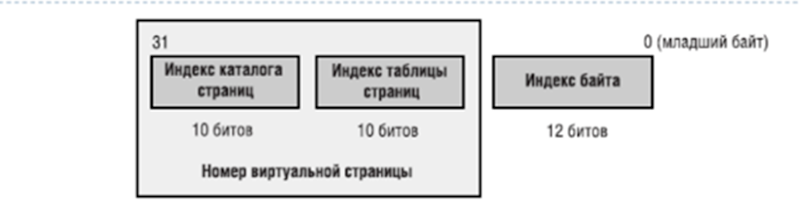 31
0 (младший байт)
Индекс каталога
страниц
Индекс таблицы
страниц
Индекс байта
10 битов
10 битов
12 битов
Номер виртуальной страницы